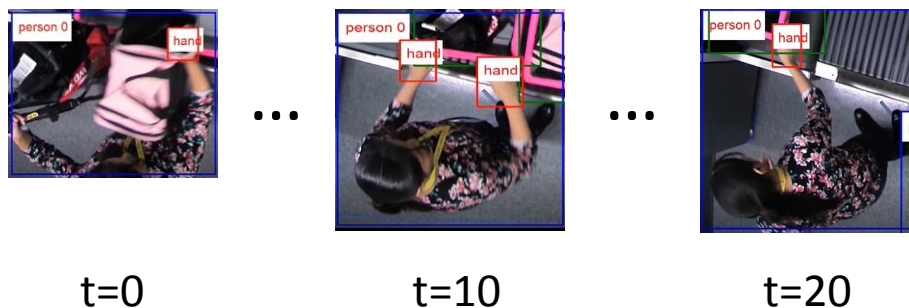 person 0
hand
person 0
hand
hand
person 0
hand
...
...
t=0
t=10
t=20